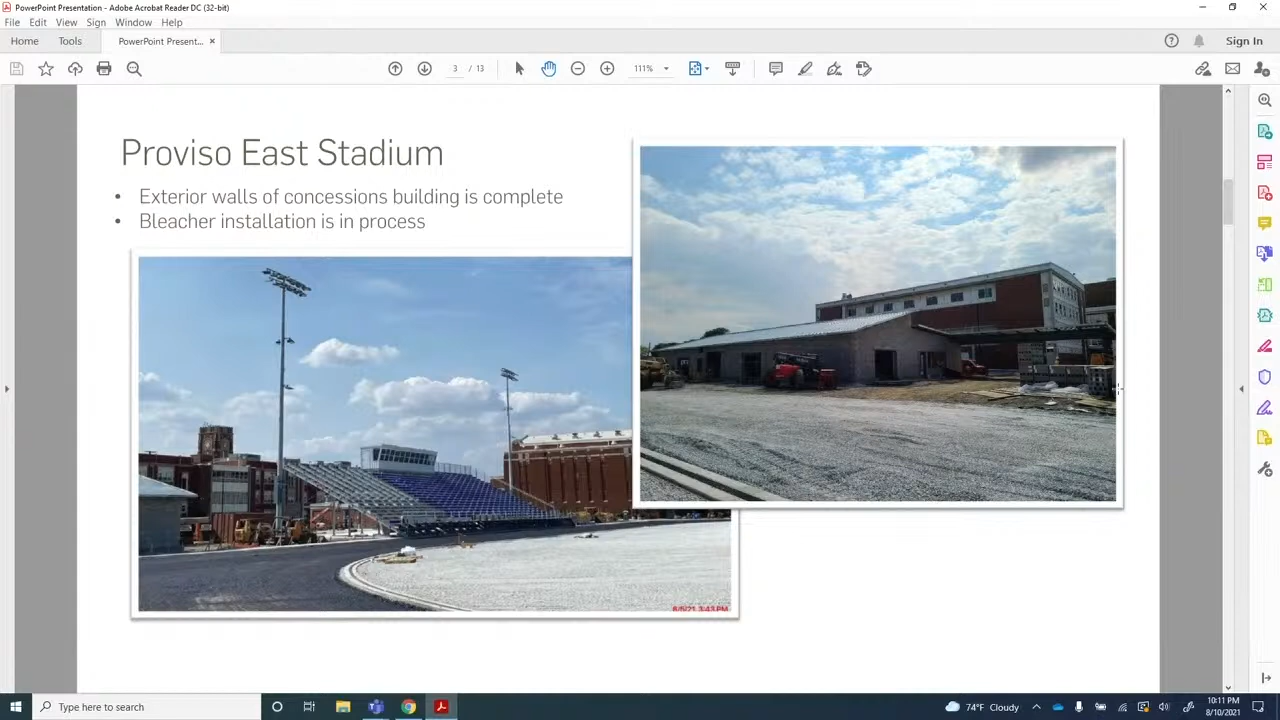 PowerPoint Presentation - Adobe Acrobat Reader DC (32-bit)
File Edit View Sign Window Help
Home Tools PowerPoint Present... × Sign In
3 / 13 111%
Proviso East Stadium
• Exterior walls of concessions building is complete
• Bleacher installation is in process
Type here to search
74°F Cloudy
10:11 PM
8/10/2021